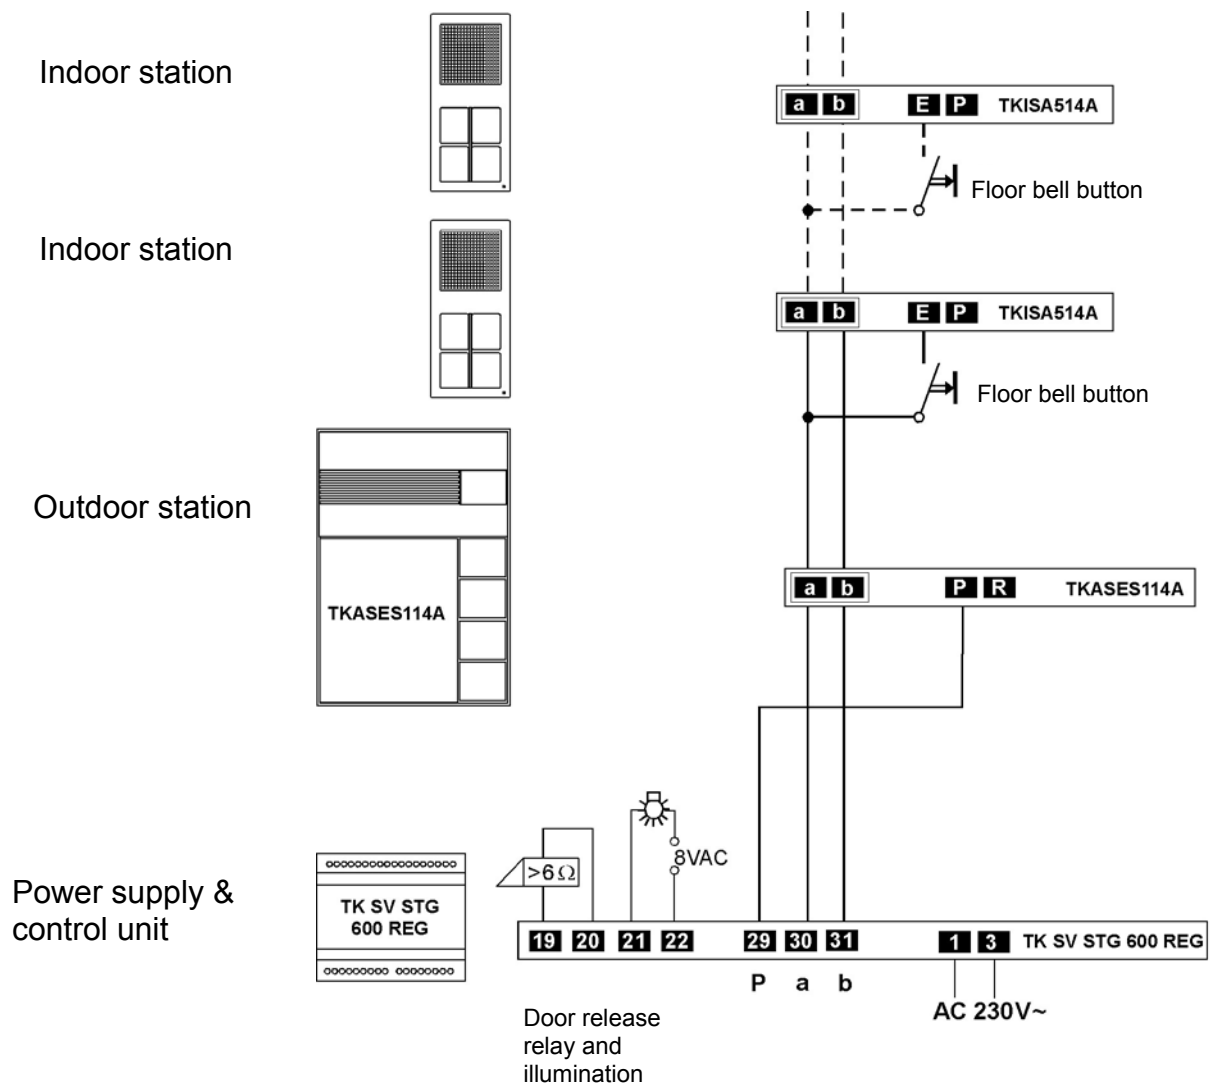 Indoor station
a b E P TKISA514A
Floor bell button
Indoor station
a b E P TKISA514A
Floor bell button
Outdoor station
TKASES114A
a b P R TKASES114A
8VAC
>6Ω
Power supply &
control unit
TK SV STG
600 REG
19 20 21 22 29 30 31 1 3 TK SV STG 600 REG
P a b
AC 230V~
Door release
relay and
illumination